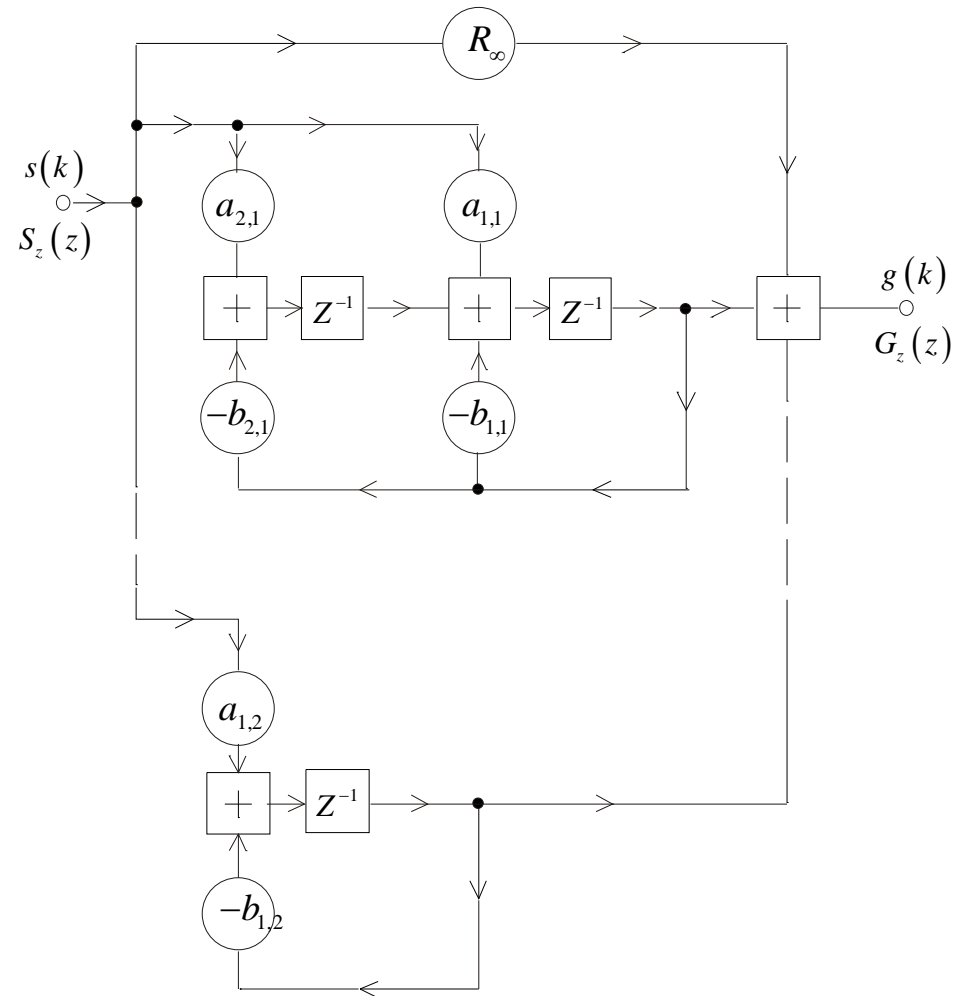 R∞
s(k)
S_z(z)
a_{2,1}
a_{1,1}
+
Z^{-1}
+
Z^{-1}
+
g(k)
G_z(z)
-b_{2,1}
-b_{1,1}
a_{1,2}
+
Z^{-1}
-b_{1,2}